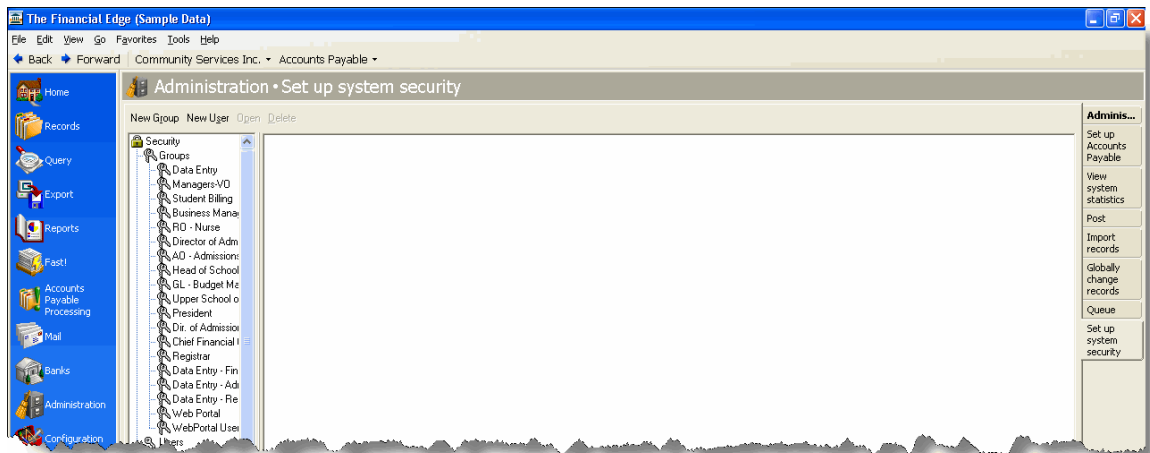 The Financial Edge (Sample Data)
File Edit View Go Favorites Tools Help
Back Forward Community Services Inc. Accounts Payable
Administration • Set up system security
Home
Records
Query
Export
Reports
Fast!
Accounts
Payable
Processing
Mail
Banks
Administration
Configuration
New Group New User Open Delete
Security
Groups
Data Entry
Managers-VO
Student Billing
Business Manag
RO - Nurse
Director of Adm
AO - Admissions
Head of School
GL - Budget Ma
Upper School o
President
Dir. of Admission
Chief Financial
Registrar
Data Entry - Fin
Data Entry - Adi
Data Entry - Re
Web Portal
WebPortal User
Users
Adminis...
Set up
Accounts
Payable
View
system
statistics
Post
Import
records
Globally
change
records
Queue
Set up
system
security